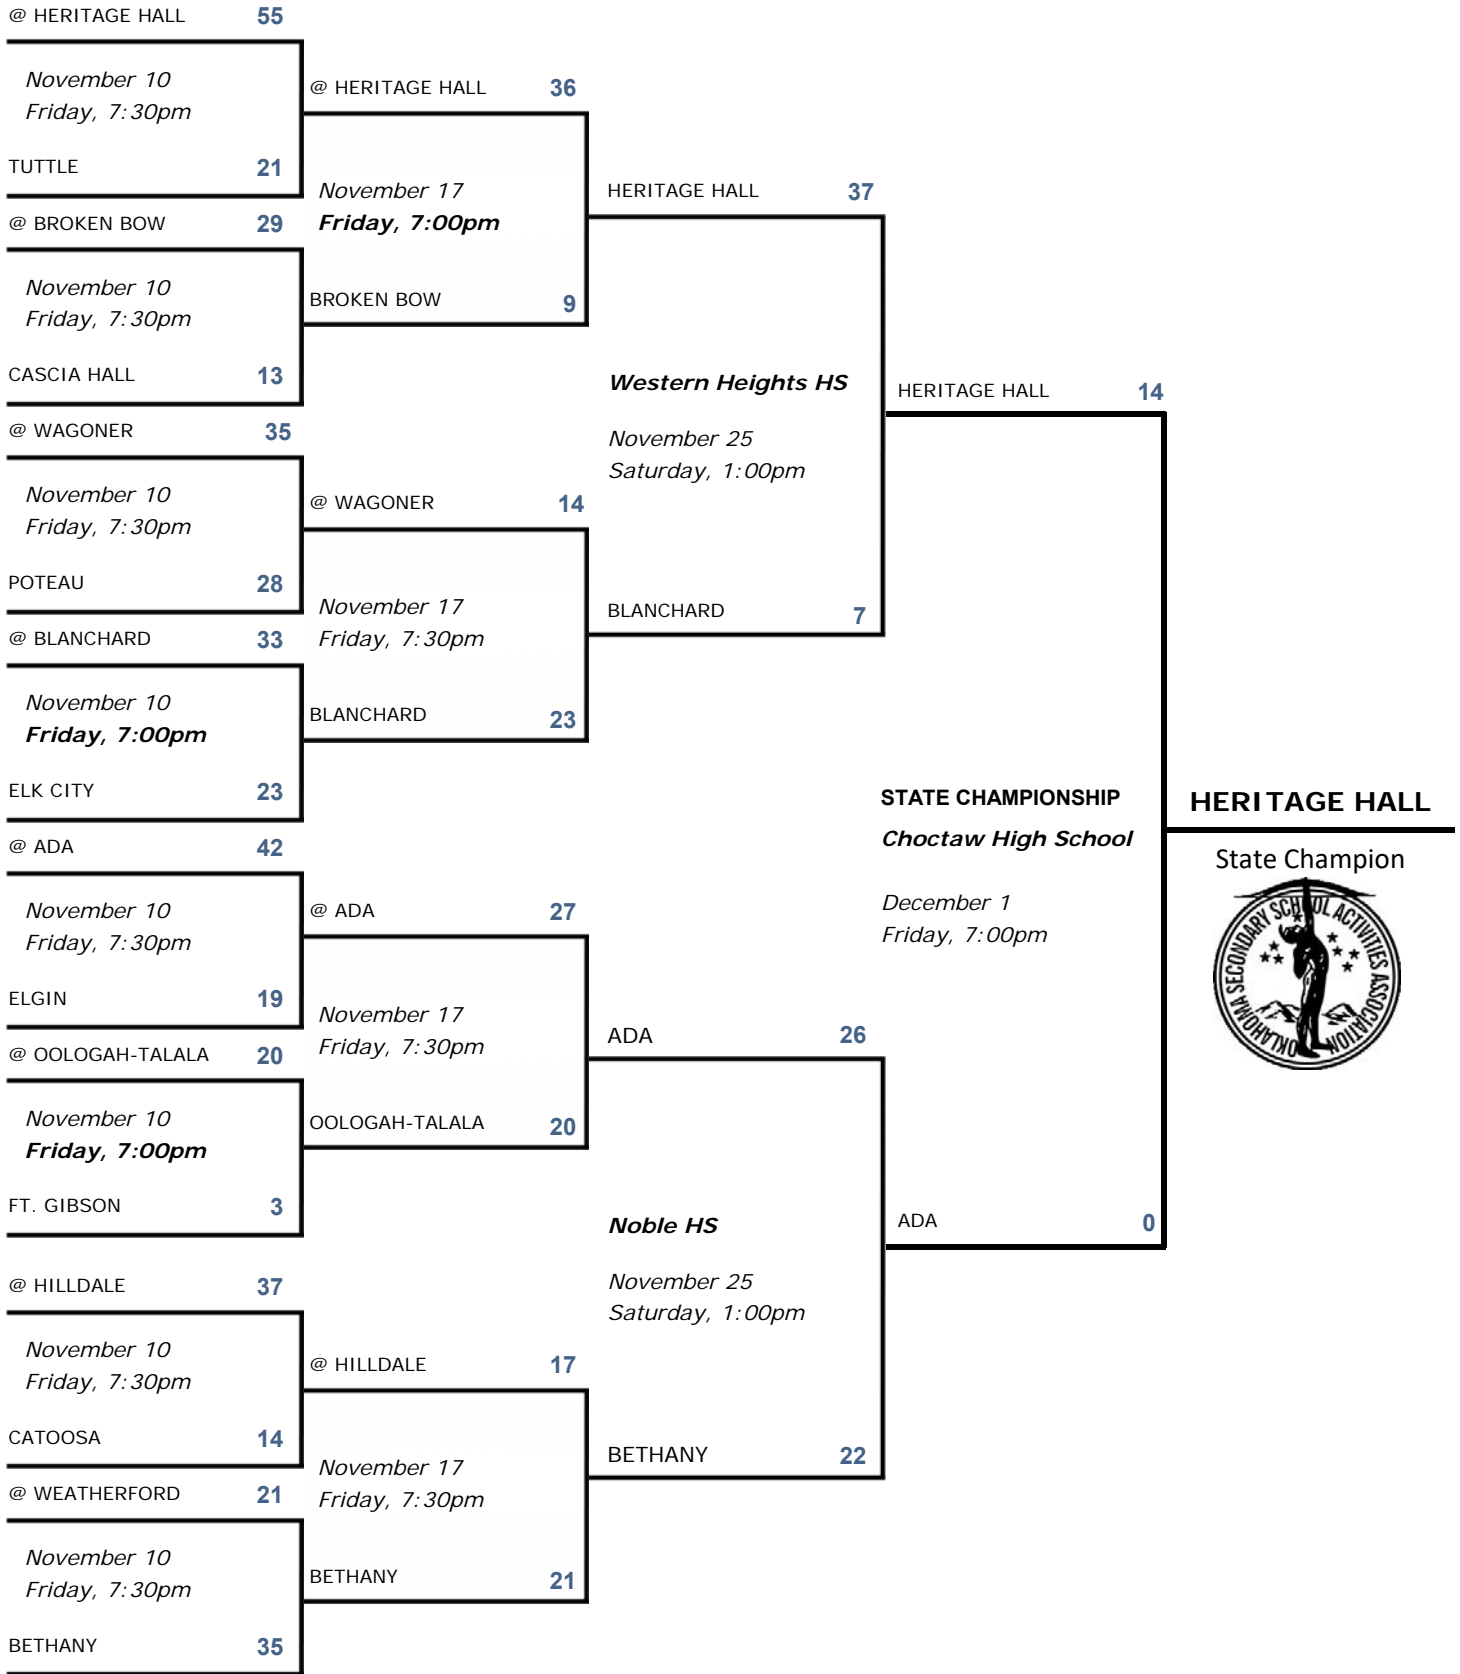 @ HERITAGE HALL 55
November 10
Friday, 7:30pm
TUTTLE 21
@ BROKEN BOW 29
November 10
Friday, 7:30pm
CASCIA HALL 13
@ WAGONER 35
November 10
Friday, 7:30pm
POTEAU 28
@ BLANCHARD 33
November 10
Friday, 7:00pm
ELK CITY 23
@ ADA 42
November 10
Friday, 7:30pm
ELGIN 19
@ OOLOGAH-TALALA 20
November 10
Friday, 7:00pm
FT. GIBSON 3
@ HILLDALE 37
November 10
Friday, 7:30pm
CATOOSA 14
@ WEATHERFORD 21
November 10
Friday, 7:30pm
BETHANY 35
@ HERITAGE HALL 36
November 17
Friday, 7:00pm
BROKEN BOW 9
@ WAGONER 14
November 17
Friday, 7:30pm
BLANCHARD 23
@ ADA 27
November 17
Friday, 7:30pm
OOLOGAH-TALALA 20
@ HILLDALE 17
November 17
Friday, 7:30pm
BETHANY 21
HERITAGE HALL 37
Western Heights HS
November 25
Saturday, 1:00pm
BLANCHARD 7
ADA 26
Noble HS
November 25
Saturday, 1:00pm
BETHANY 22
HERITAGE HALL 14
STATE CHAMPIONSHIP
Choctaw High School
December 1
Friday, 7:00pm
ADA 0
HERITAGE HALL
State Champion
OKLAHOMA SECONDARY SCHOOL ACTIVITIES ASSOCIATION